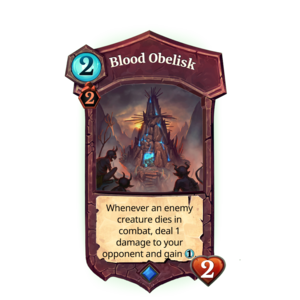 Blood Obelisk
2
2
Whenever an enemy
creature dies in
combat, deal 1
damage to your
opponent and gain 1
2